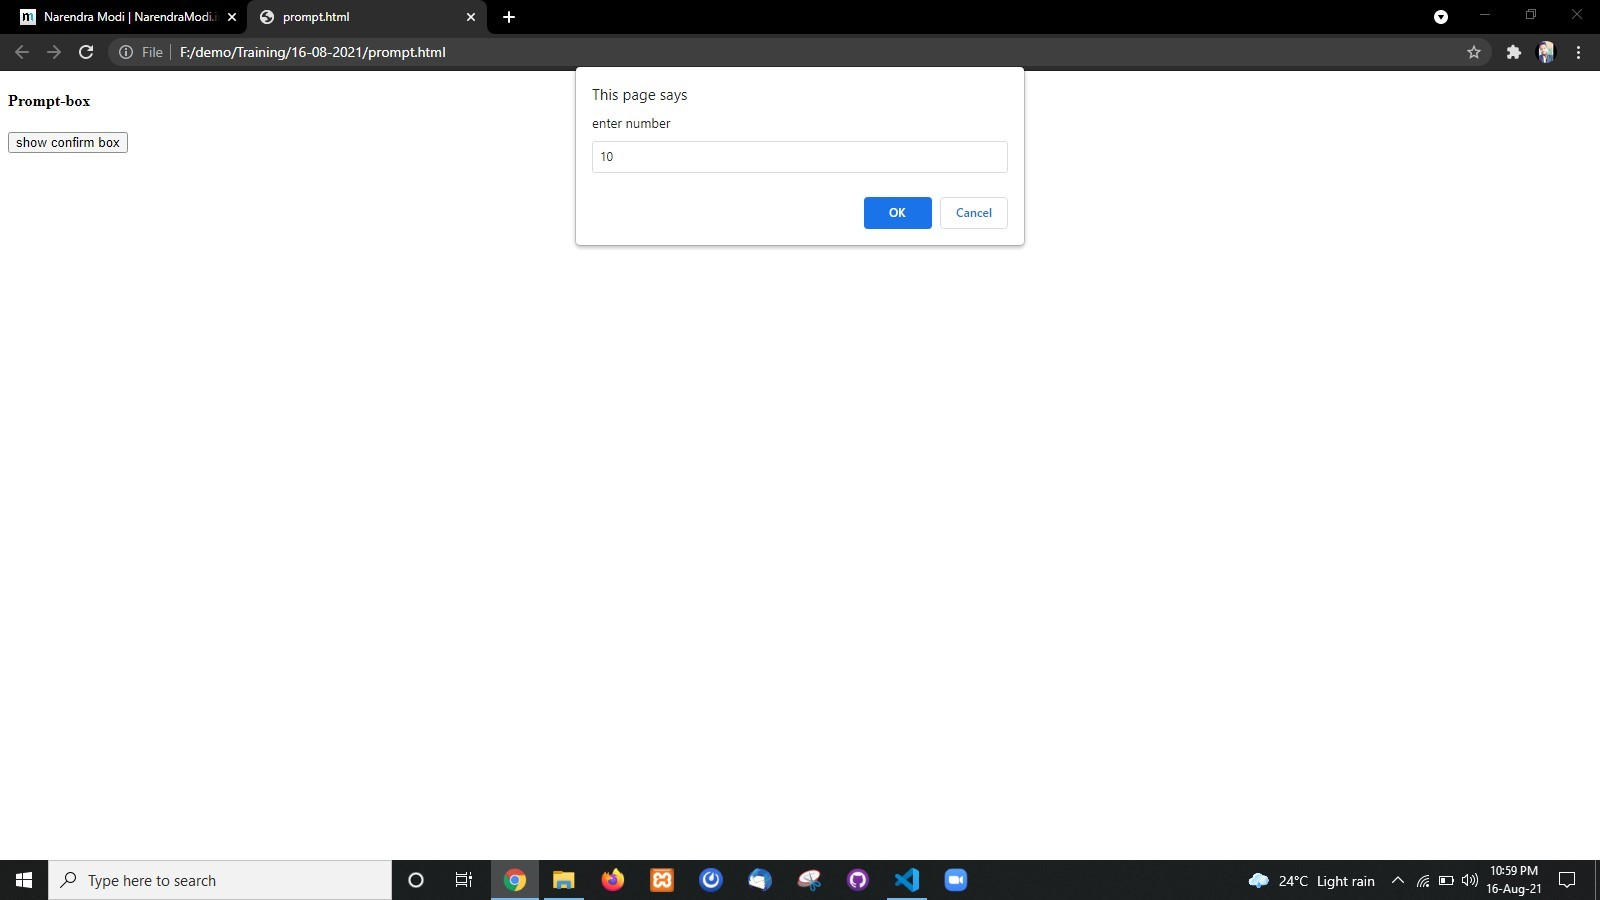 Narendra Modi | NarendraModi.i
prompt.html
File
F:/demo/Training/16-08-2021/prompt.html
Prompt-box
show confirm box
This page says
enter number
10
OK
Cancel
Type here to search
24°C Light rain
10:59 PM
16-Aug-21